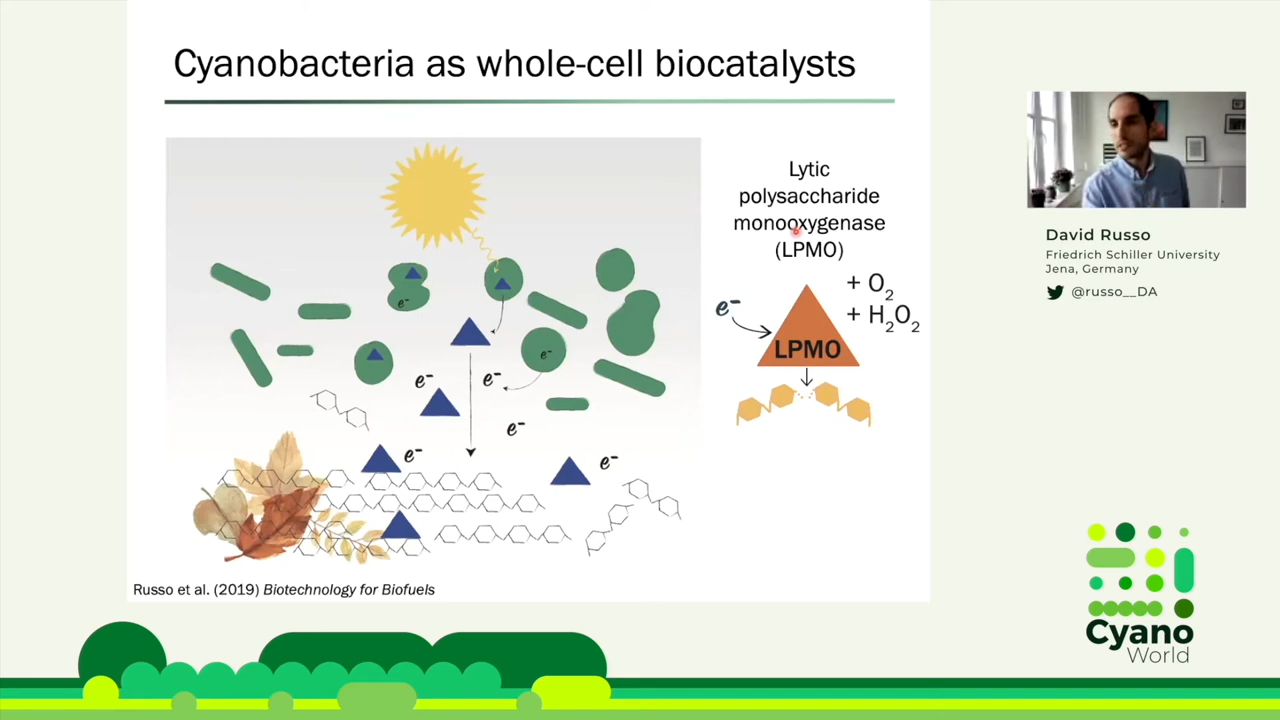 Cyanobacteria as whole-cell biocatalysts
Lytic
polysaccharide
monooxygenase
(LPMO)
e⁻
+ O₂
+ H₂O₂
LPMO
e⁻
e⁻
e⁻
e⁻
e⁻
e⁻
e⁻
Russo et al. (2019) Biotechnology for Biofuels
David Russo
Friedrich Schiller University
Jena, Germany
@russo__DA
Cyano
World